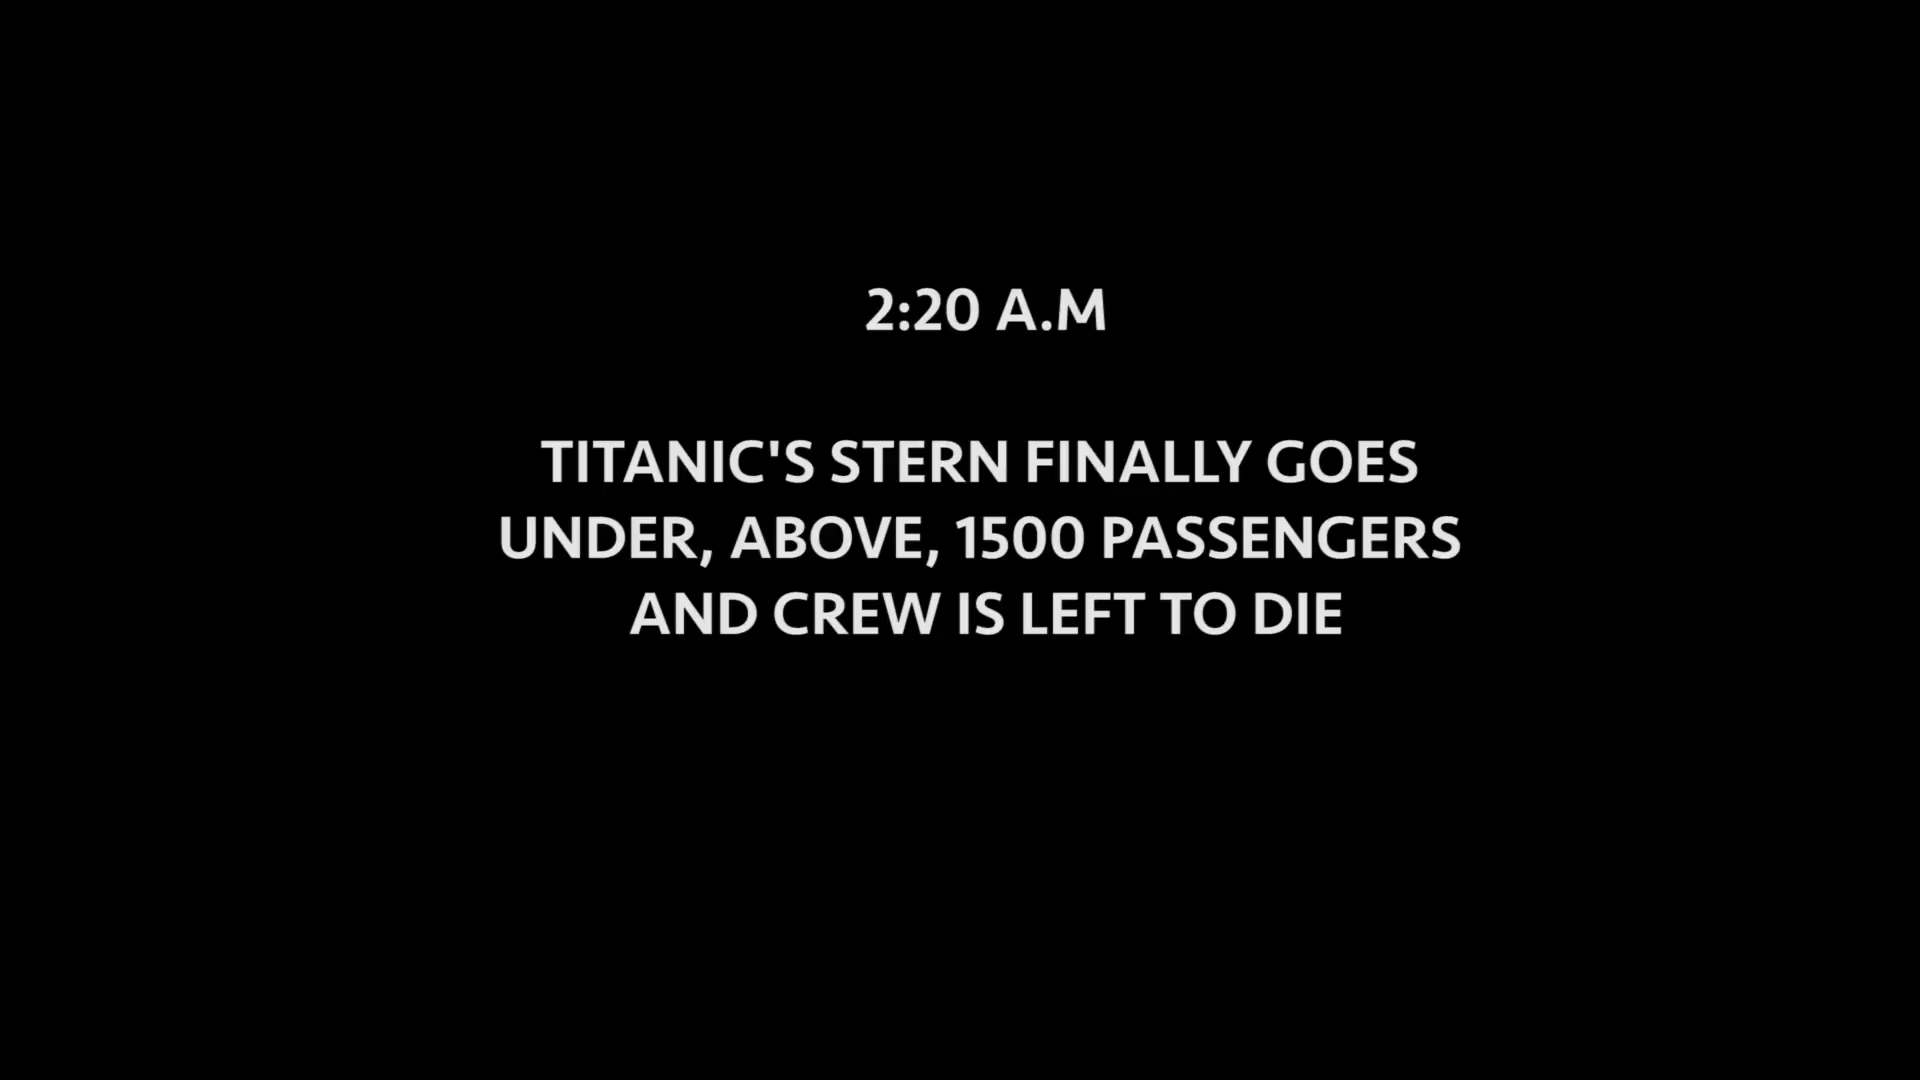 2:20 A.M
TITANIC'S STERN FINALLY GOES
UNDER, ABOVE, 1500 PASSENGERS
AND CREW IS LEFT TO DIE